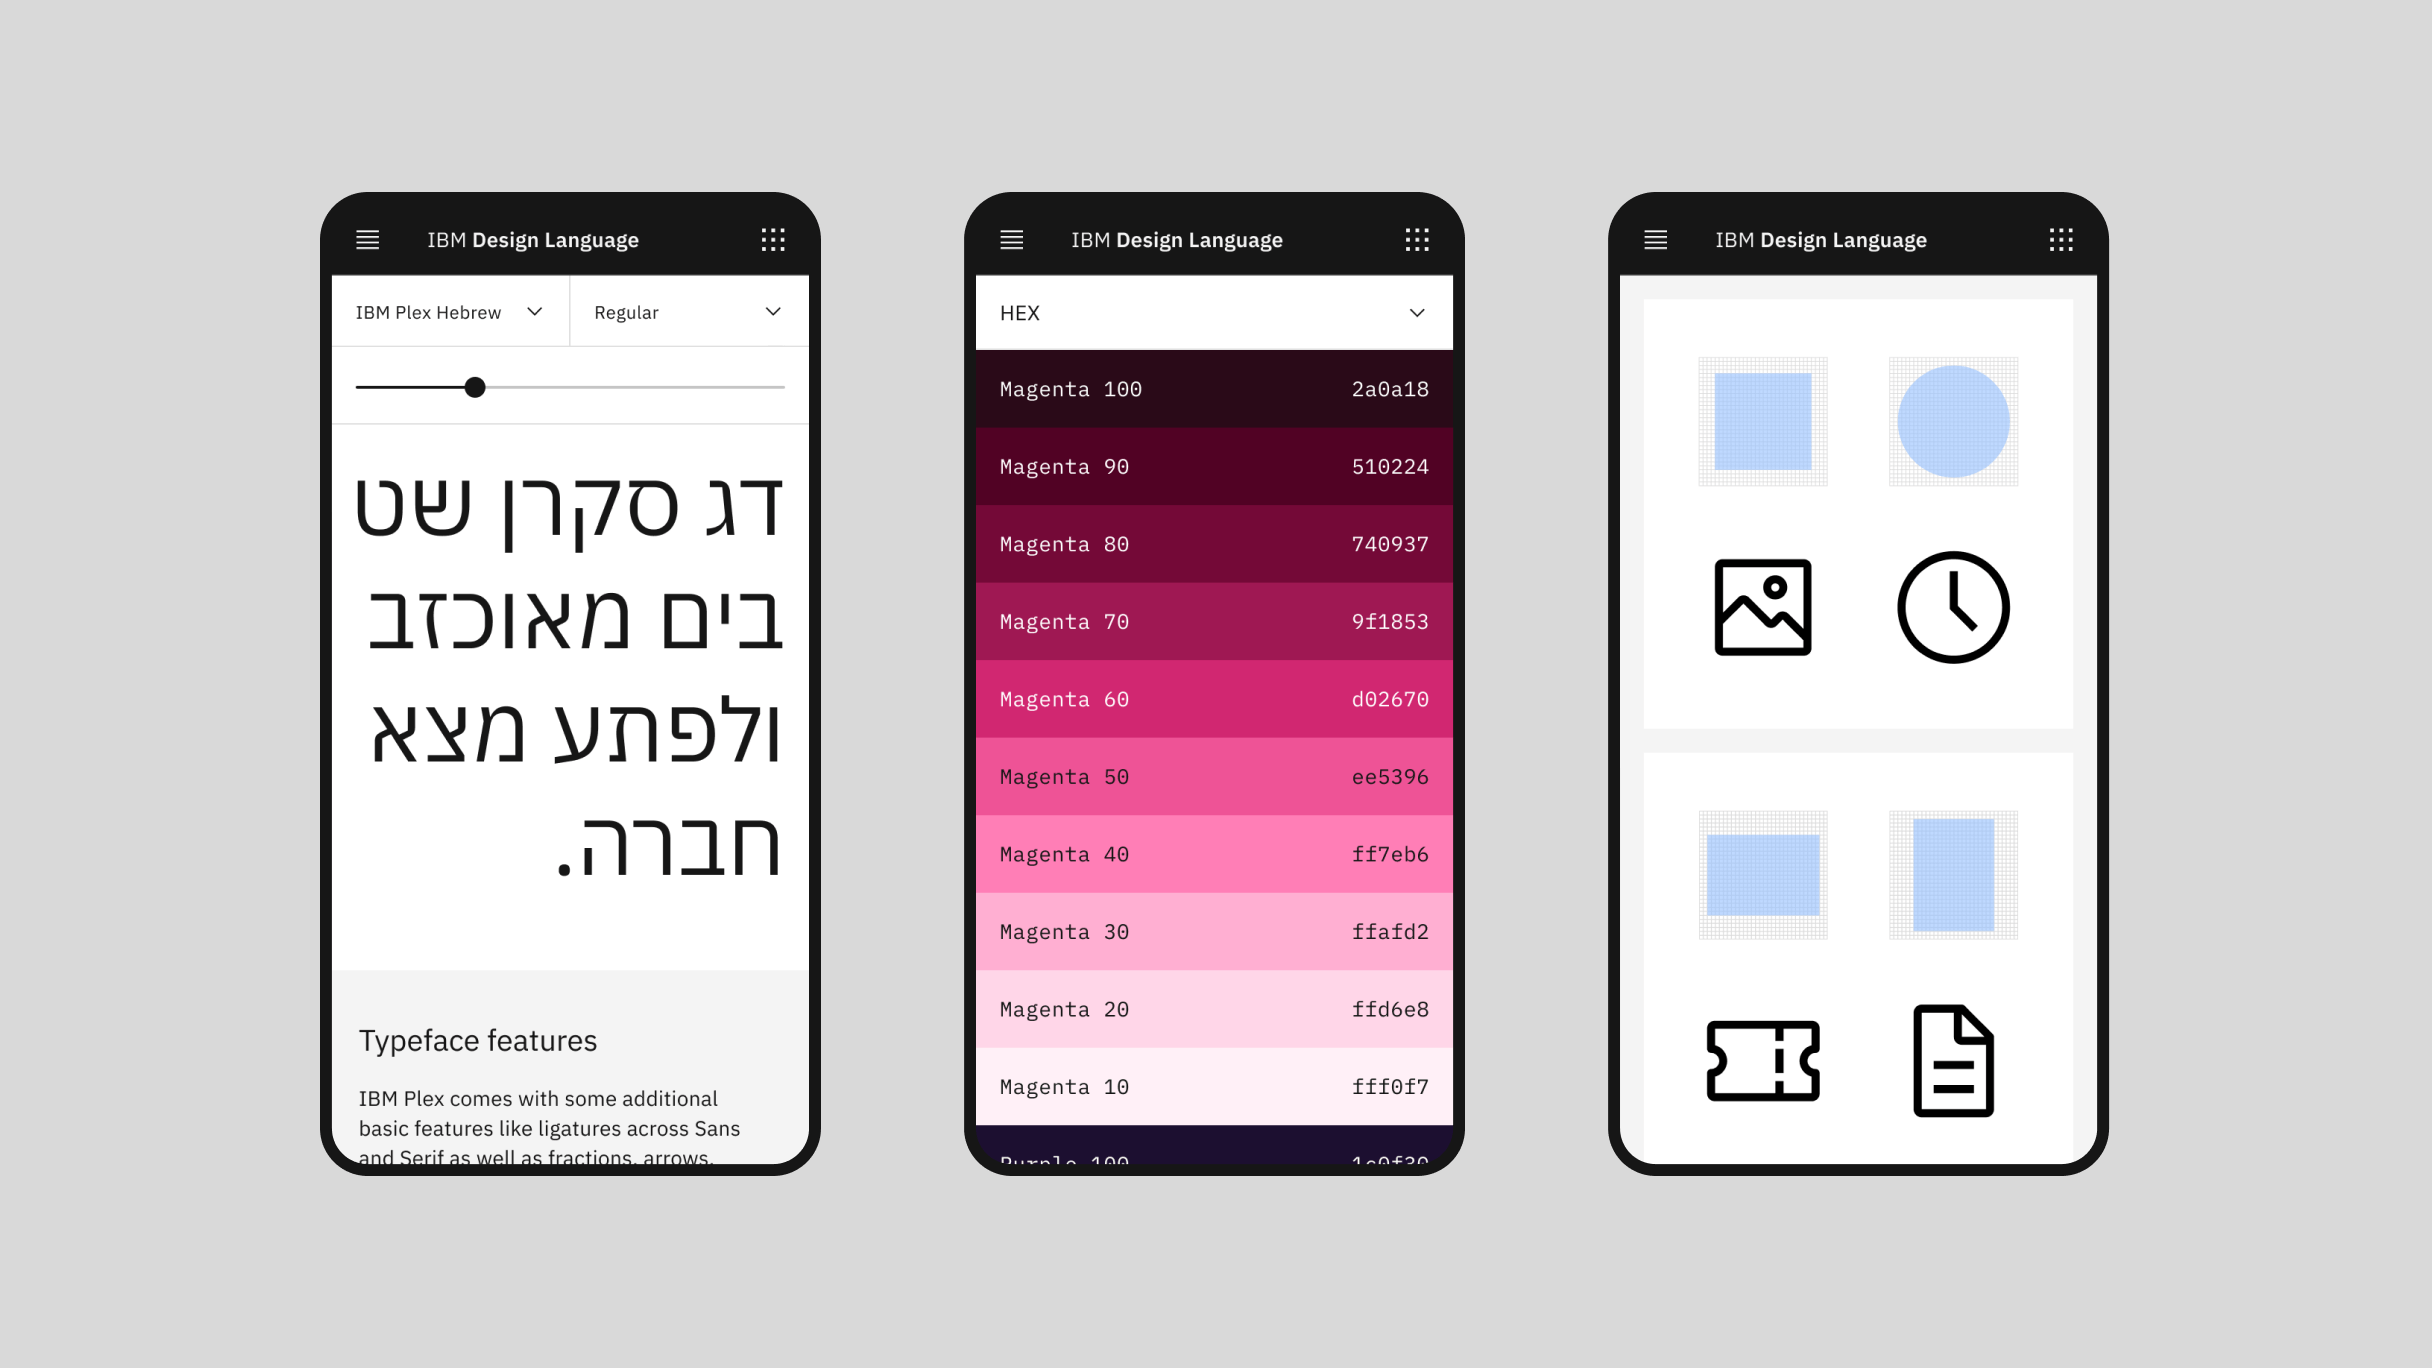 IBM Design Language
IBM Plex Hebrew
Regular
דג סקרן שט
בים מאוכזב
ולפתע מצא
חברה.
Typeface features
IBM Plex comes with some additional
basic features like ligatures across Sans
and Serif as well as fractions, arrows,
IBM Design Language
HEX
Magenta 100 2a0a18
Magenta 90 510224
Magenta 80 740937
Magenta 70 9f1853
Magenta 60 d02670
Magenta 50 ee5396
Magenta 40 ff7eb6
Magenta 30 ffafd2
Magenta 20 ffd6e8
Magenta 10 fff0f7
Purple 100 1c0f30
IBM Design Language